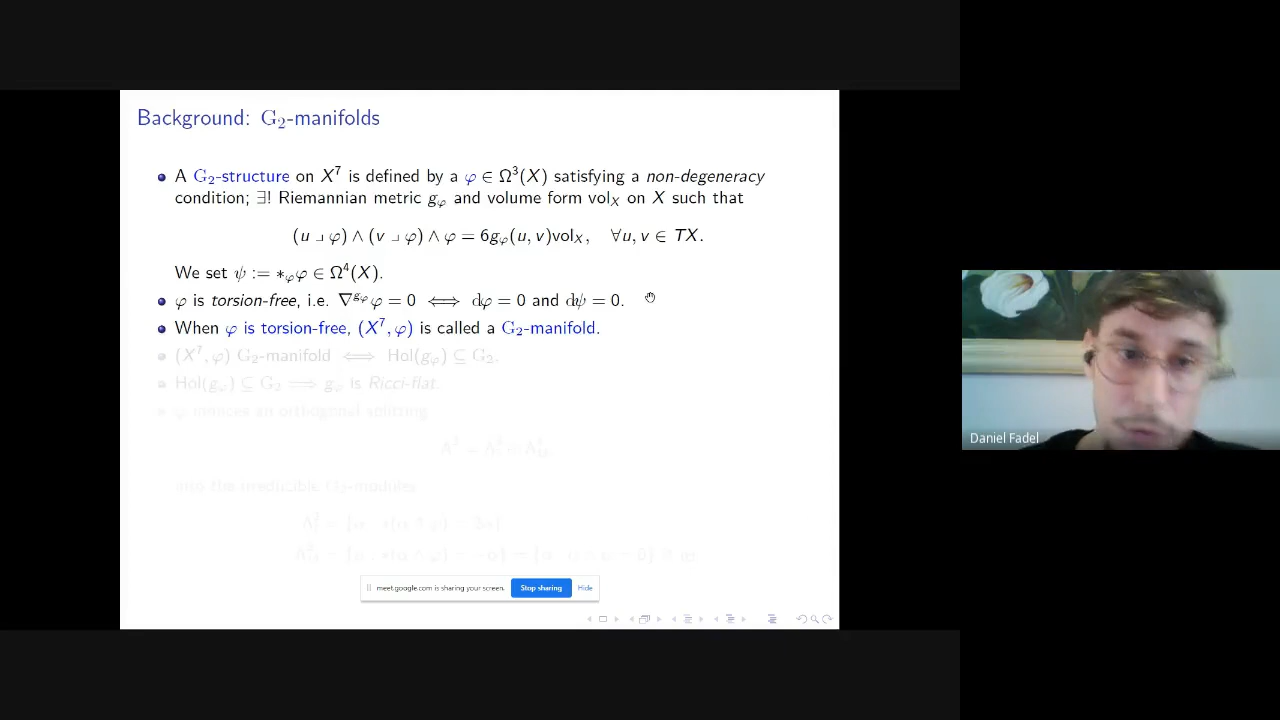 Background: G₂-manifolds
A G₂-structure on X⁷ is defined by a φ ∈ Ω³(X) satisfying a non-degeneracy
condition; ∃! Riemannian metric g_φ and volume form vol_X on X such that
(u ⌟ φ) ∧ (v ⌟ φ) ∧ φ = 6g_φ(u, v)vol_X, ∀u, v ∈ TX.
We set ψ := ∗_φφ ∈ Ω⁴(X).
φ is torsion-free, i.e. ∇^{g_φ}φ = 0 ⟺ dφ = 0 and dψ = 0.
When φ is torsion-free, (X⁷, φ) is called a G₂-manifold.
(X⁷, φ) G₂-manifold ⟺ Hol(g_φ) ⊆ G₂.
Hol(g_φ) ⊆ G₂ ⟹ g_φ is Ricci-flat.
φ induces an orthogonal splitting
into the irreducible G₂-modules
meet.google.com is sharing your screen. Stop sharing Hide
Daniel Fadel